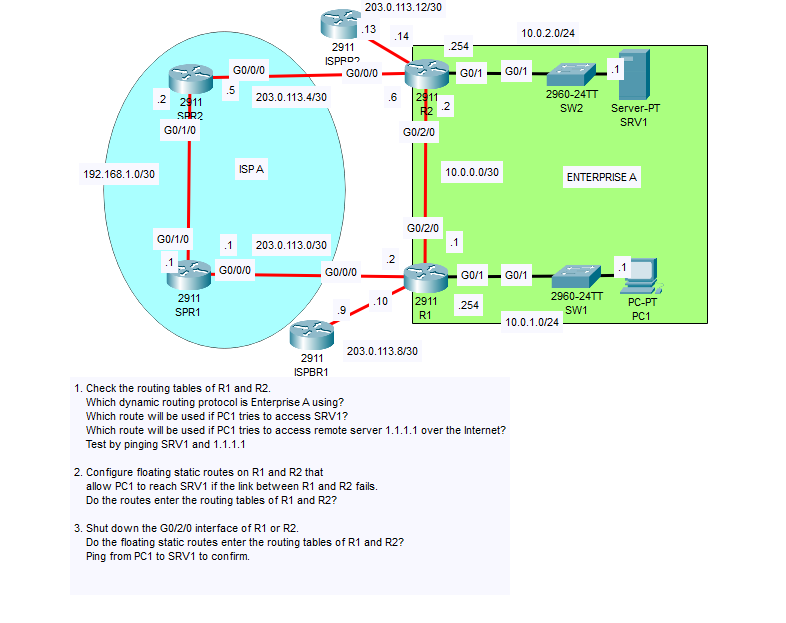 203.0.113.12/30
.13
.14
2911
ISPBR2
10.0.2.0/24
.254
G0/0/0
G0/0/0
G0/1
G0/1
.1
2960-24TT
SW2
Server-PT
SRV1
.2
2911
SPR2
.5
203.0.113.4/30
.6
2911
R2
.2
G0/1/0
G0/2/0
192.168.1.0/30
ISP A
10.0.0.0/30
ENTERPRISE A
G0/1/0
.1
203.0.113.0/30
G0/2/0
.1
.1
G0/0/0
G0/0/0
.2
G0/1
G0/1
.1
2911
SPR1
.9
.10
2911
R1
.254
2960-24TT
SW1
PC-PT
PC1
10.0.1.0/24
2911
ISPBR1
203.0.113.8/30
1. Check the routing tables of R1 and R2.
Which dynamic routing protocol is Enterprise A using?
Which route will be used if PC1 tries to access SRV1?
Which route will be used if PC1 tries to access remote server 1.1.1.1 over the Internet?
Test by pinging SRV1 and 1.1.1.1
2. Configure floating static routes on R1 and R2 that
allow PC1 to reach SRV1 if the link between R1 and R2 fails.
Do the routes enter the routing tables of R1 and R2?
3. Shut down the G0/2/0 interface of R1 or R2.
Do the floating static routes enter the routing tables of R1 and R2?
Ping from PC1 to SRV1 to confirm.